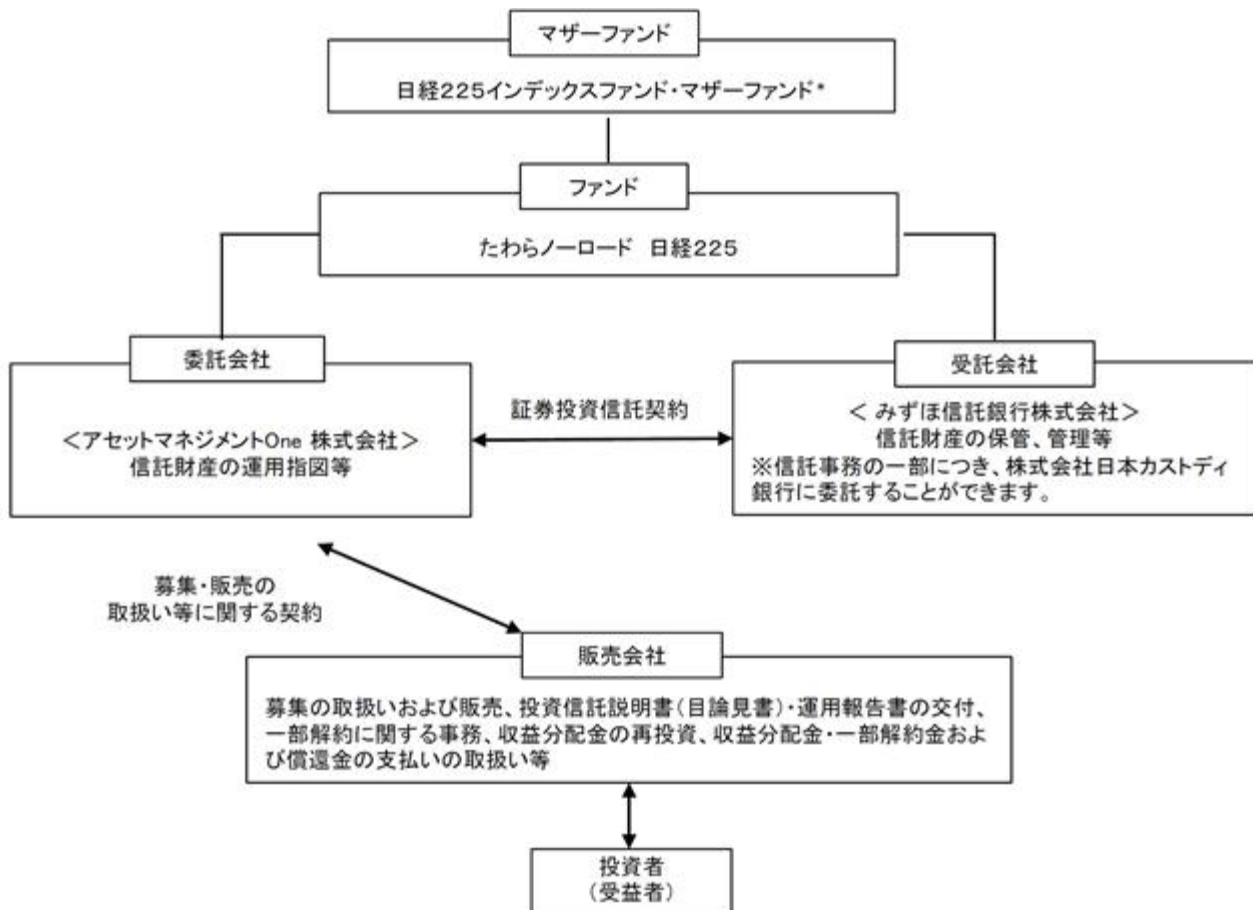 マザーファンド
日経225インデックスファンド・マザーファンド*
ファンド
たわらノーロード 日経225
委託会社
＜アセットマネジメントOne 株式会社＞
信託財産の運用指図等
証券投資信託契約
受託会社
＜ みずほ信託銀行株式会社＞
信託財産の保管、管理等
※信託事務の一部につき、株式会社日本カストディ
銀行に委託することができます。
募集・販売の
取扱い等に関する契約
販売会社
募集の取扱いおよび販売、投資信託説明書（目論見書）・運用報告書の交付、
一部解約に関する事務、収益分配金の再投資、収益分配金・一部解約金およ
び償還金の支払いの取扱い等
投資者
（受益者）